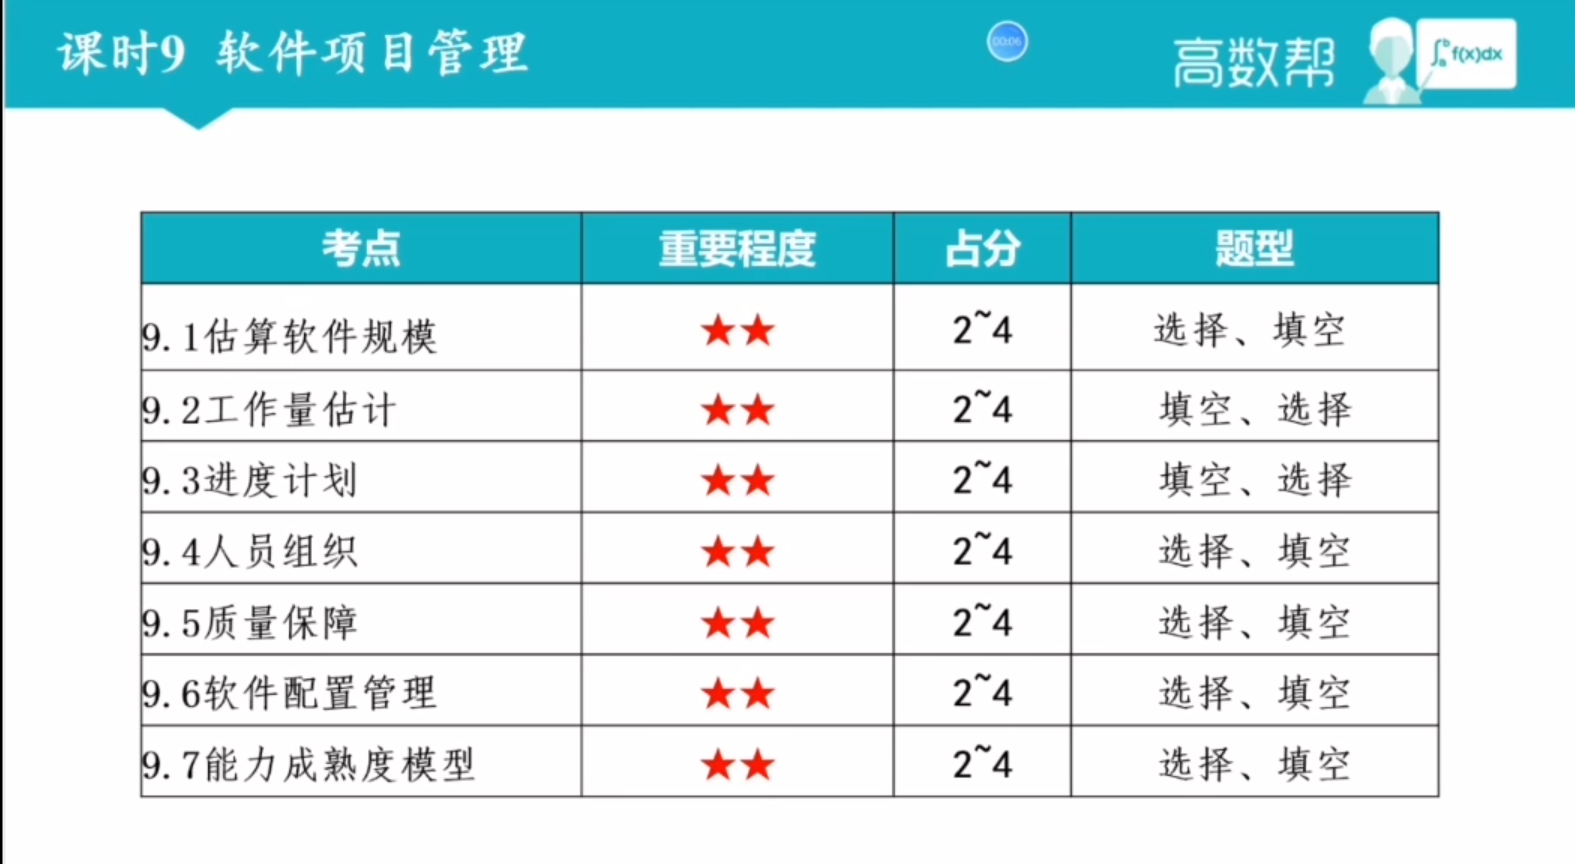 课时9 软件项目管理
00:06
高数帮
∫ₐᵇ f(x)dx
考点 重要程度 占分 题型
9.1估算软件规模 ★★ 2~4 选择、填空
9.2工作量估计 ★★ 2~4 填空、选择
9.3进度计划 ★★ 2~4 填空、选择
9.4人员组织 ★★ 2~4 选择、填空
9.5质量保障 ★★ 2~4 选择、填空
9.6软件配置管理 ★★ 2~4 选择、填空
9.7能力成熟度模型 ★★ 2~4 选择、填空